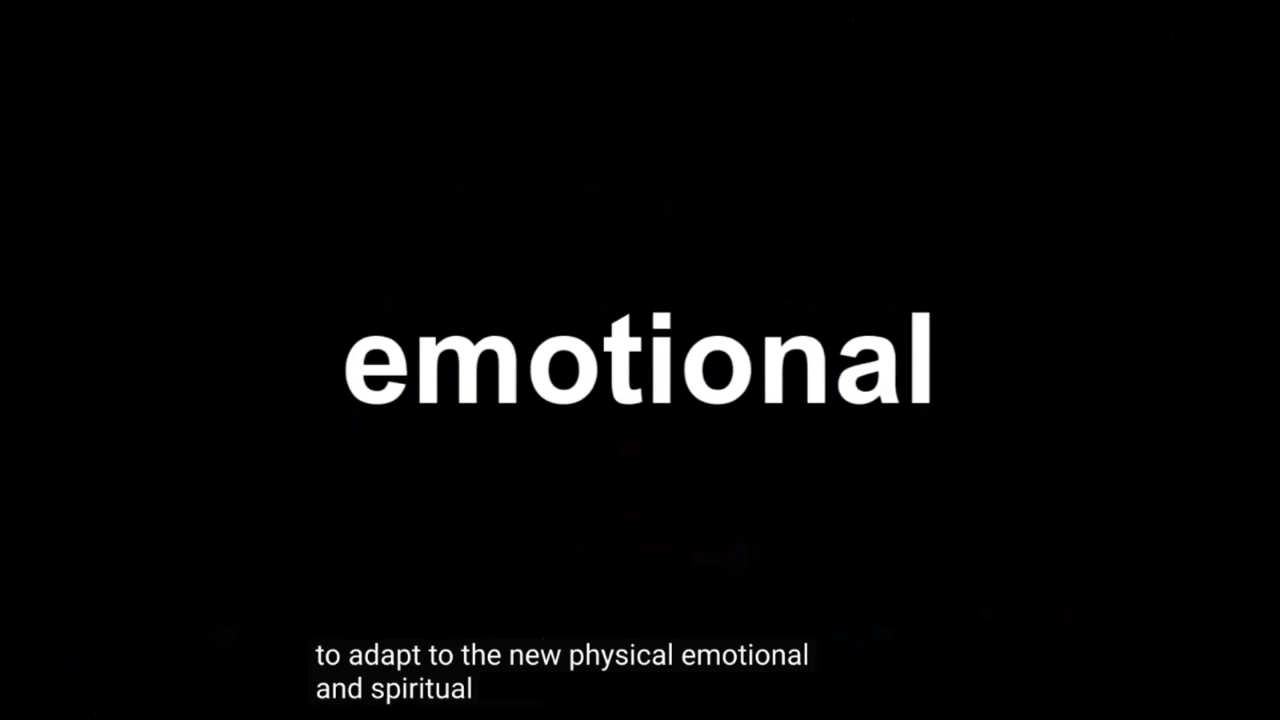 emotional
to adapt to the new physical emotional
and spiritual